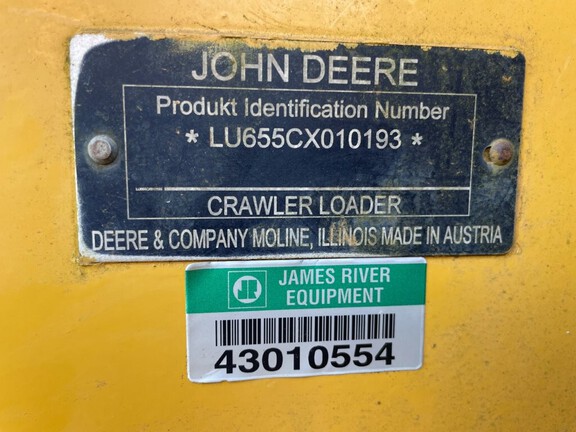 JOHN DEERE
Produkt Identification Number
* LU655CX010193 *
CRAWLER LOADER
DEERE & COMPANY MOLINE, ILLINOIS MADE IN AUSTRIA
JR JAMES RIVER
EQUIPMENT
43010554